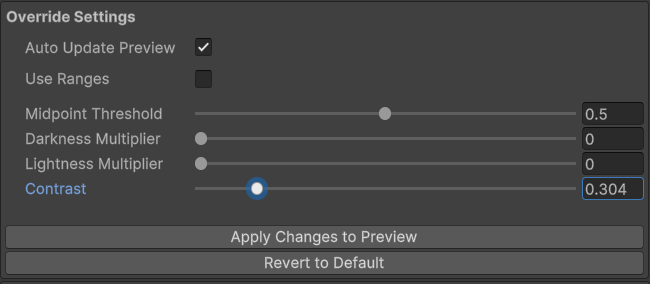 Override Settings
Auto Update Preview
Use Ranges
Midpoint Threshold 0.5
Darkness Multiplier 0
Lightness Multiplier 0
Contrast 0.304
Apply Changes to Preview
Revert to Default